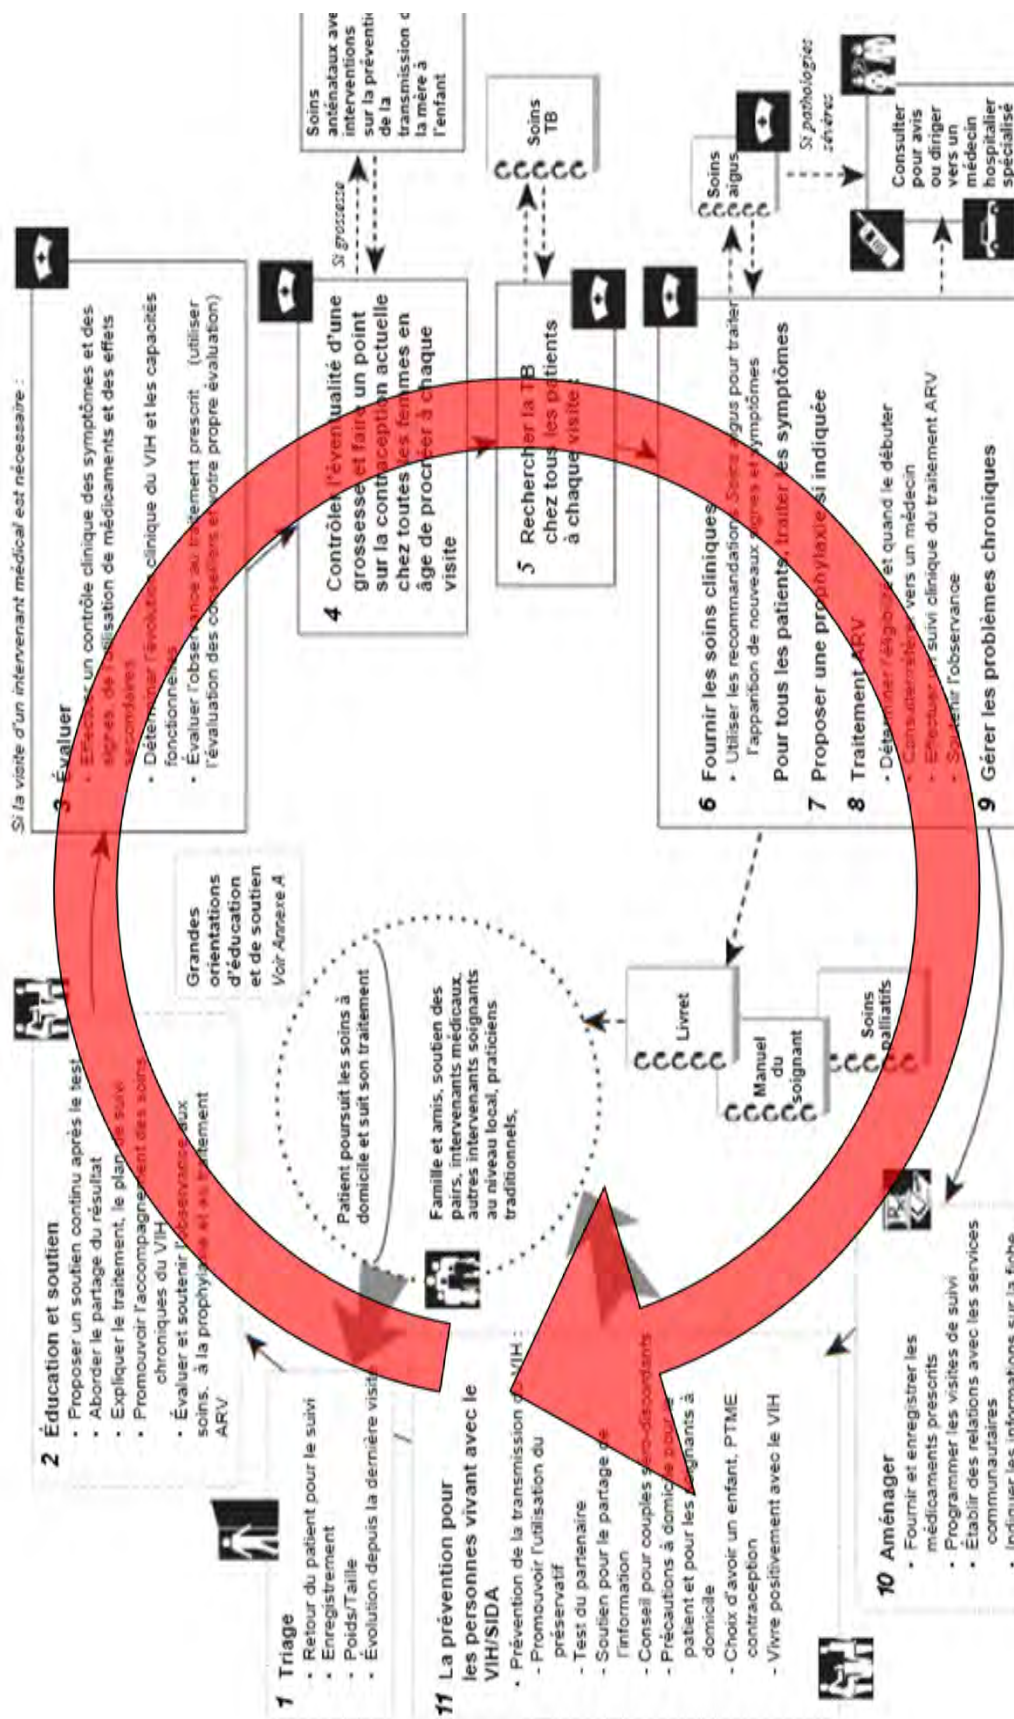 1 Triage
• Retour du patient pour le suivi
• Enregistrement
• Poids/Taille
• Évolution depuis la dernière visite
2 Éducation et soutien
• Proposer un soutien continu après le test
• Aborder le partage du résultat
• Expliquer le traitement, le plan de suivi
• Promouvoir l'accompagnement des soins
chroniques du VIH
• Évaluer et soutenir l'observance aux
soins, à la prophylaxie et au traitement
ARV
Grandes
orientations
d'éducation
et de soutien
Voir Annexe A
Si la visite d'un intervenant médical est nécessaire :
3 Évaluer
• Effectuer un contrôle clinique des symptômes et des
signes, de l'utilisation de médicaments et des effets
secondaires
• Déterminer l'évolution clinique du VIH et les capacités
fonctionnelles
• Évaluer l'observance au traitement prescrit (utiliser
l'évaluation des conseillers et votre propre évaluation)
4 Contrôler l'éventualité d'une
grossesse et faire un point
sur la contraception actuelle
chez toutes les femmes en
âge de procréer à chaque
visite
Si grossesse
Soins
anténataux ave
interventions
sur la préventi
de la
transmission d
la mère à
l'enfant
5 Rechercher la TB
chez tous les patients
à chaque visite :
Soins
TB
6 Fournir les soins cliniques
• Utiliser les recommandations Soins aigus pour traiter
l'apparition de nouveaux signes et symptômes
Pour tous les patients, traiter les symptômes
7 Proposer une prophylaxie si indiquée
8 Traitement ARV
• Déterminer l'éligibilité et quand le débuter
• Consulter/référer vers un médecin
• Effectuer un suivi clinique du traitement ARV
• Soutenir l'observance
9 Gérer les problèmes chroniques
Soins
aigus
Si pathologies
sévères
Consulter
pour avis
ou diriger
vers un
médecin
hospitalier
spécialisé
Patient poursuit les soins à
domicile et suit son traitement
Famille et amis, soutien des
pairs, intervenants médicaux,
autres intervenants soignants
au niveau local, praticiens
traditionnels,
Livret
Manuel
du
soignant
Soins
palliatifs
R
10 Aménager
• Fournir et enregistrer les
médicaments prescrits
• Programmer les visites de suivi
• Établir des relations avec les services
communautaires
• Indiquer les informations sur la fiche
11 La prévention pour
les personnes vivant avec le
VIH/SIDA
• Prévention de la transmission du VIH :
- Promouvoir l'utilisation du
préservatif
- Test du partenaire
- Soutien pour le partage de
l'information
- Conseil pour couples séro-discordants
- Précautions à domicile pour le
patient et pour les soignants à
domicile
- Choix d'avoir un enfant, PTME
contraception
- Vivre positivement avec le VIH